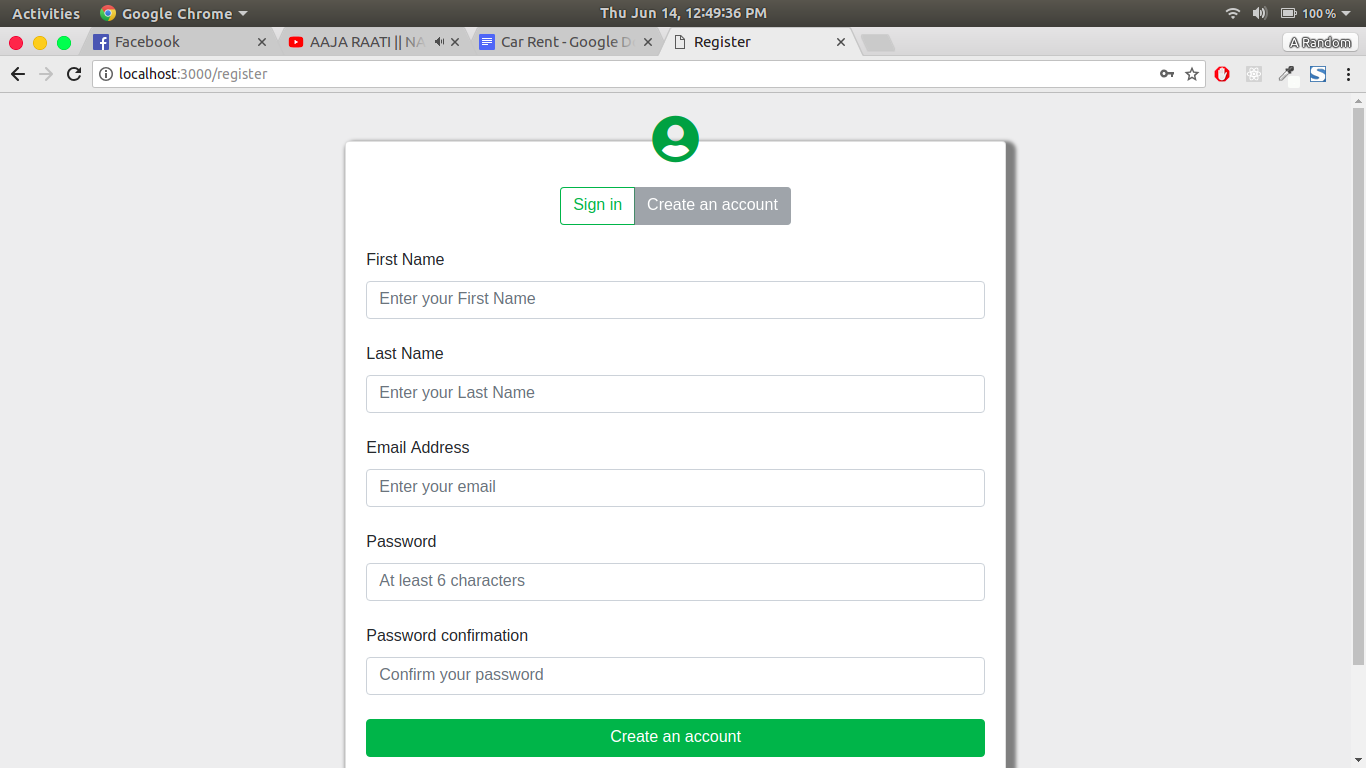 Activities Google Chrome Thu Jun 14, 12:49:36 PM 100 %
Facebook AAJA RAATI || NA Car Rent - Google D Register A Random
localhost:3000/register
Sign in Create an account
First Name
Enter your First Name
Last Name
Enter your Last Name
Email Address
Enter your email
Password
At least 6 characters
Password confirmation
Confirm your password
Create an account